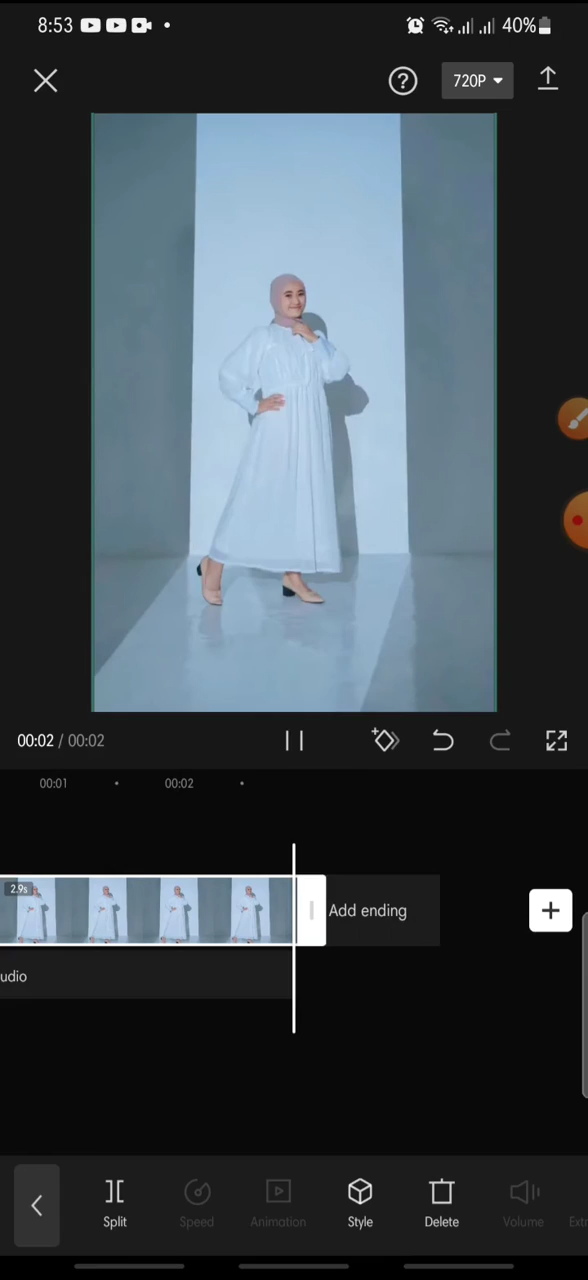 8:53
40%
720P
00:02 / 00:02
00:01
00:02
2.9s
Add ending
udio
Split
Speed
Animation
Style
Delete
Volume
Extr